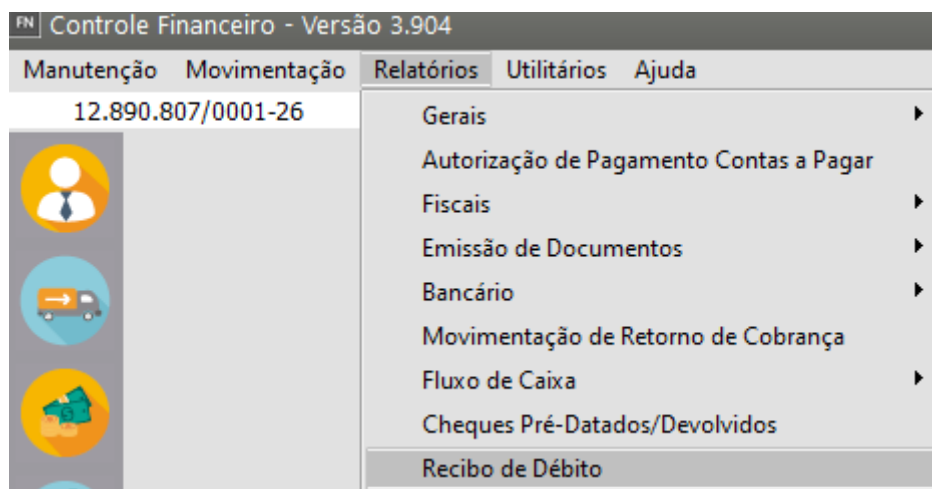 FN Controle Financeiro - Versão 3.904
Manutenção Movimentação Relatórios Utilitários Ajuda
12.890.807/0001-26
Gerais
Autorização de Pagamento Contas a Pagar
Fiscais
Emissão de Documentos
Bancário
Movimentação de Retorno de Cobrança
Fluxo de Caixa
Cheques Pré-Datados/Devolvidos
Recibo de Débito